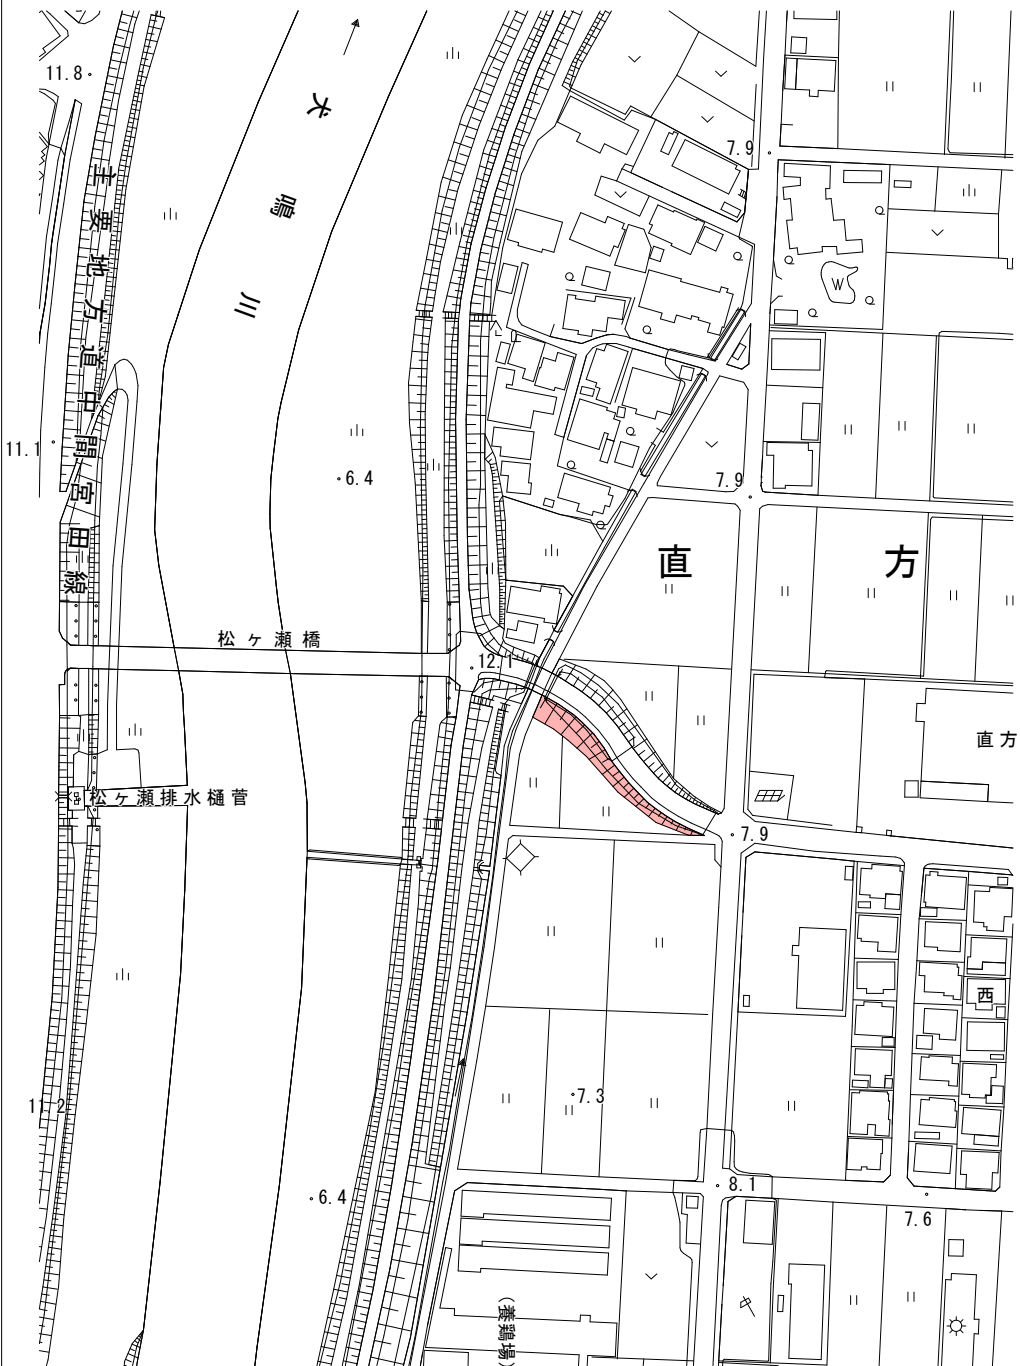 11.8
犬鳴川
主要地方道中間宮田線
7.9
W
11.1
6.4
7.9
直方
松ヶ瀬橋
12.1
直方
松ヶ瀬排水樋菅
7.9
西
7.3
11.2
6.4
8.1
7.6
(養鶏場)